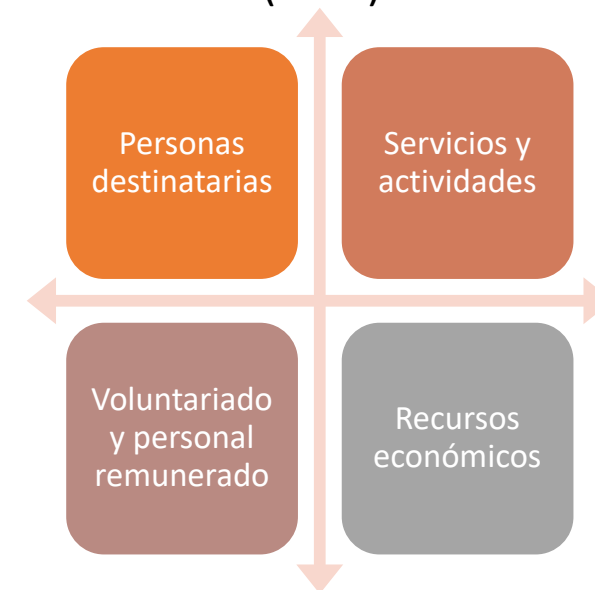 Personas
destinatarias
Servicios y
actividades
Voluntariado
y personal
remunerado
Recursos
económicos